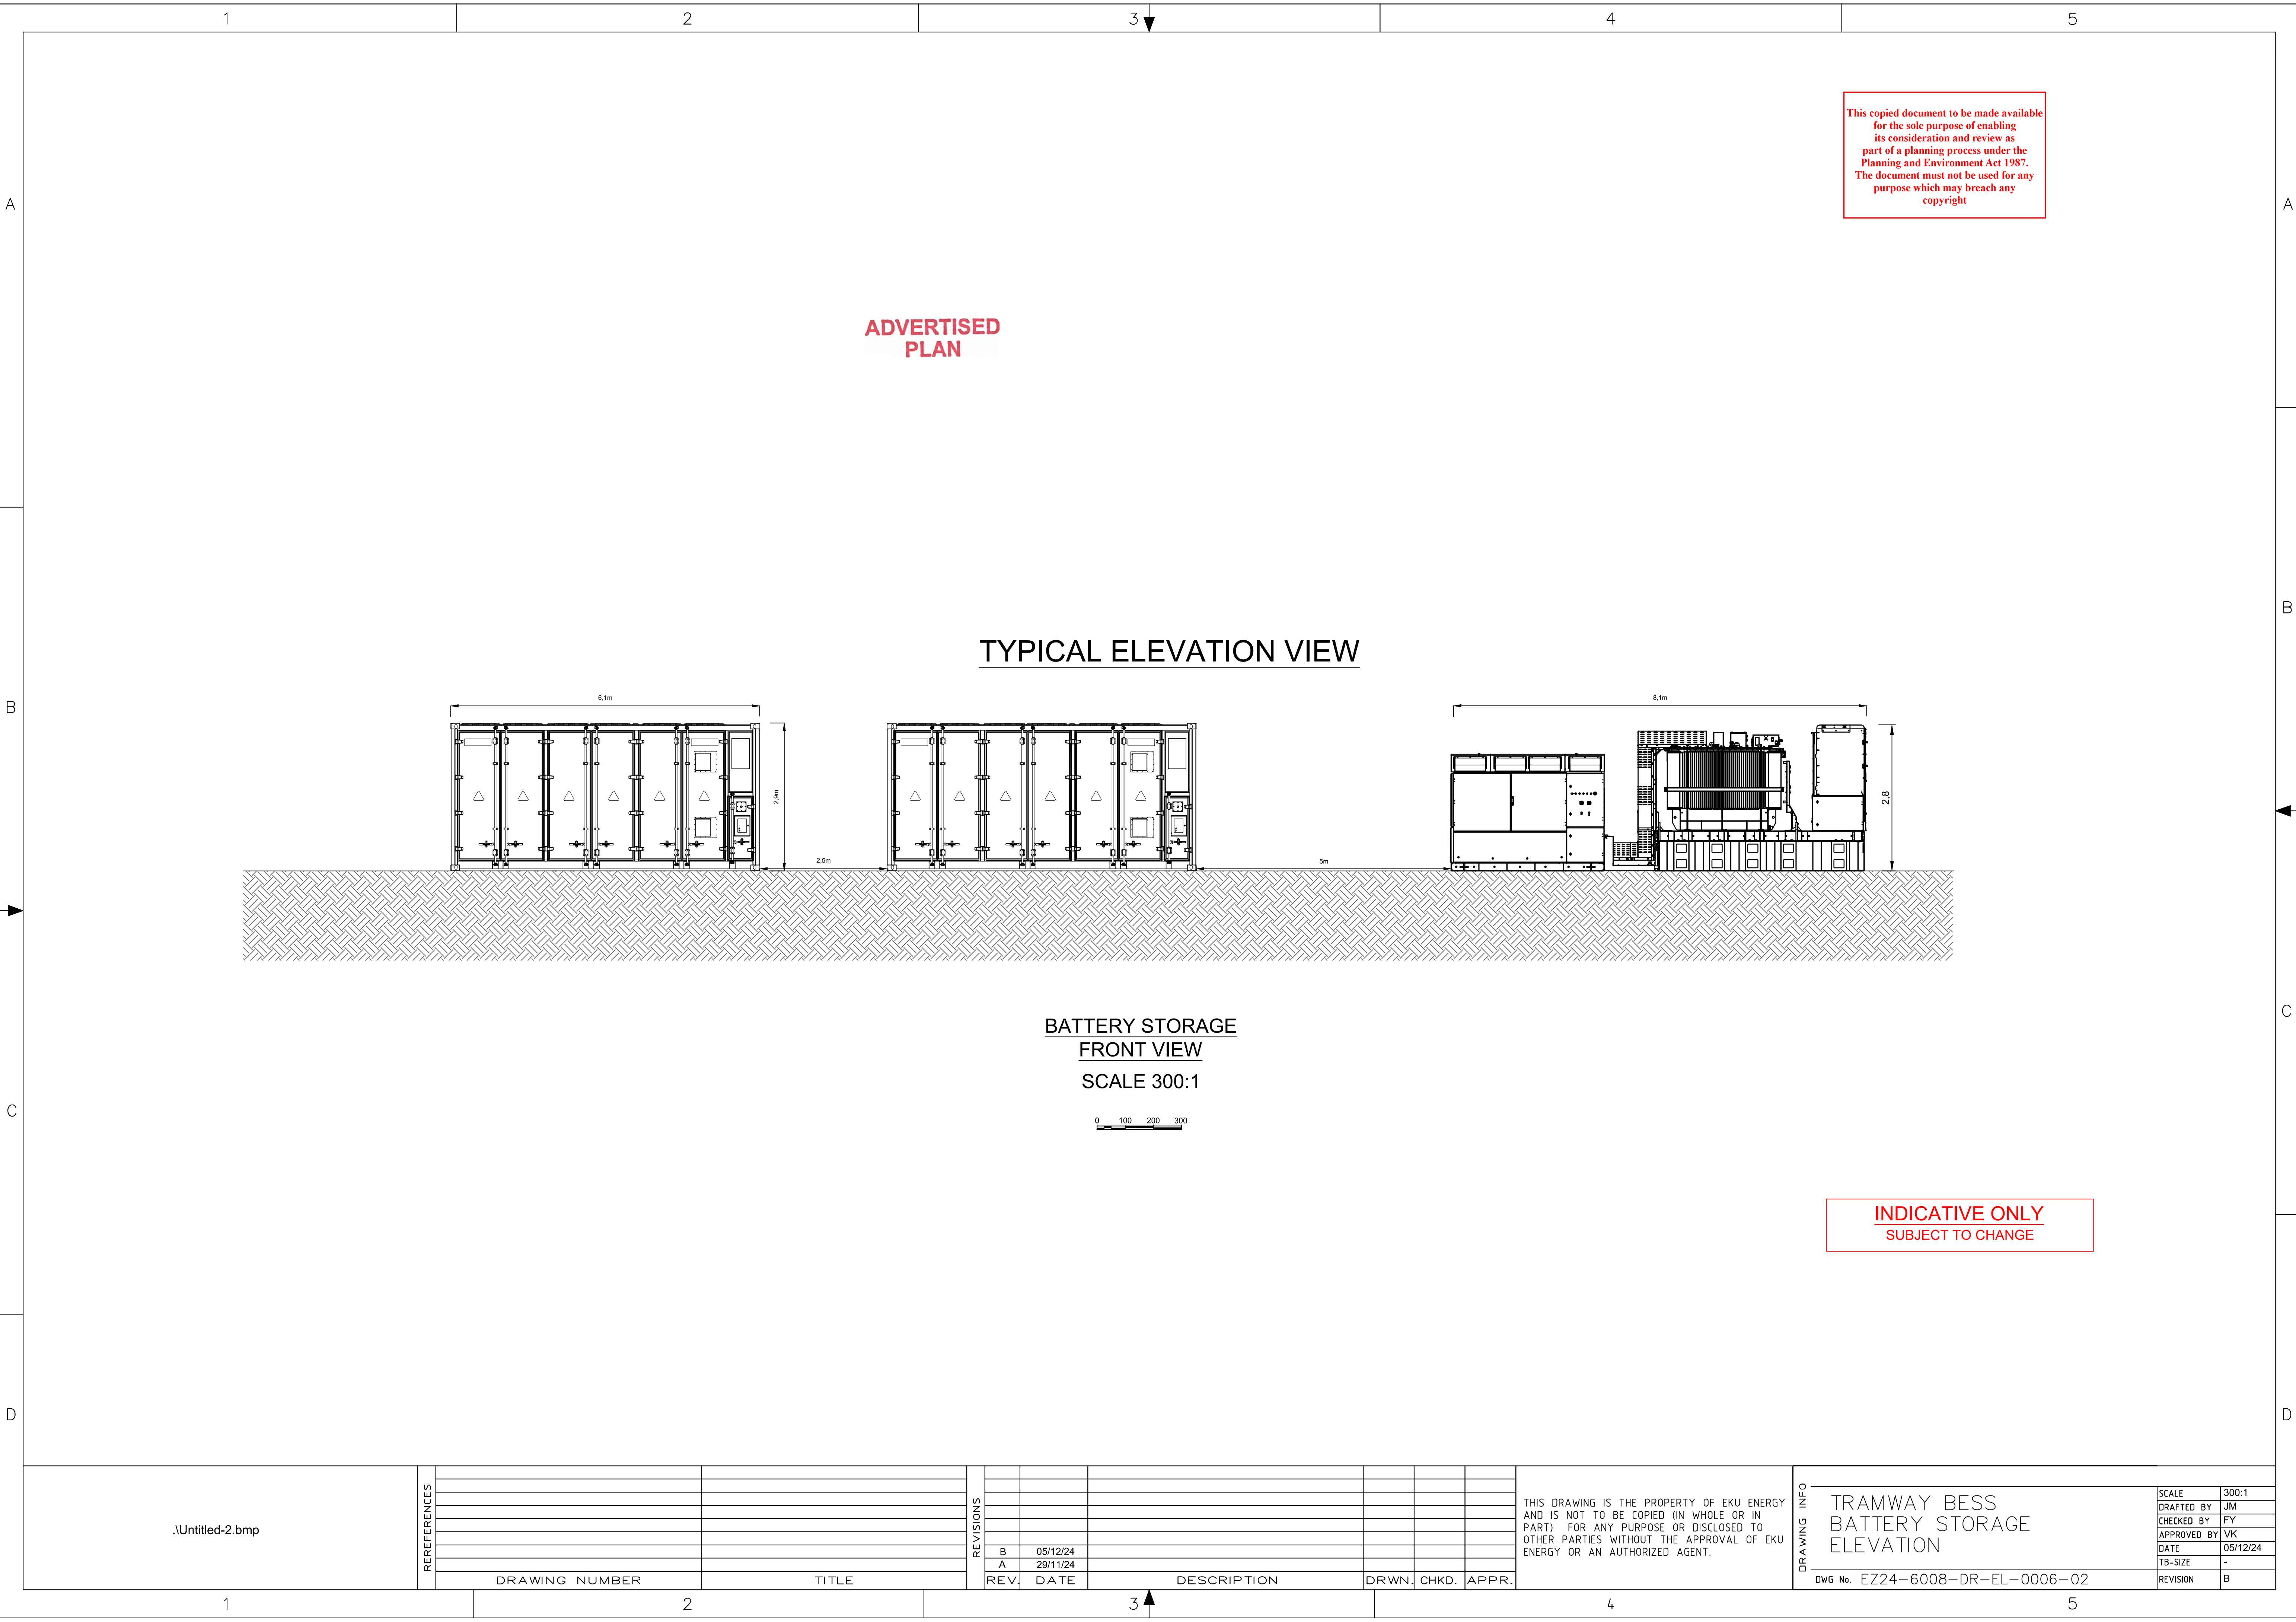 1 2 3 4 5
This copied document to be made available
for the sole purpose of enabling
its consideration and review as
part of a planning process under the
Planning and Environment Act 1987.
The document must not be used for any
purpose which may breach any
copyright
A A
ADVERTISED
PLAN
B
TYPICAL ELEVATION VIEW
6,1m 8,1m
B
2,9m
2,8
2,5m
5m
C
BATTERY STORAGE
FRONT VIEW
SCALE 300:1
C
0 100 200 300
INDICATIVE ONLY
SUBJECT TO CHANGE
D D
.\Untitled-2.bmp
REREFERENCES
DRAWING NUMBER TITLE
REVISIONS
B 05/12/24
A 29/11/24
REV. DATE DESCRIPTION DRWN. CHKD. APPR.
THIS DRAWING IS THE PROPERTY OF EKU ENERGY
AND IS NOT TO BE COPIED (IN WHOLE OR IN
PART) FOR ANY PURPOSE OR DISCLOSED TO
OTHER PARTIES WITHOUT THE APPROVAL OF EKU
ENERGY OR AN AUTHORIZED AGENT.
DRAWING INFO
TRAMWAY BESS
BATTERY STORAGE
ELEVATION
DWG No. EZ24-6008-DR-EL-0006-02
SCALE 300:1
DRAFTED BY JM
CHECKED BY FY
APPROVED BY VK
DATE 05/12/24
TB-SIZE -
REVISION B
1 2 3 4 5